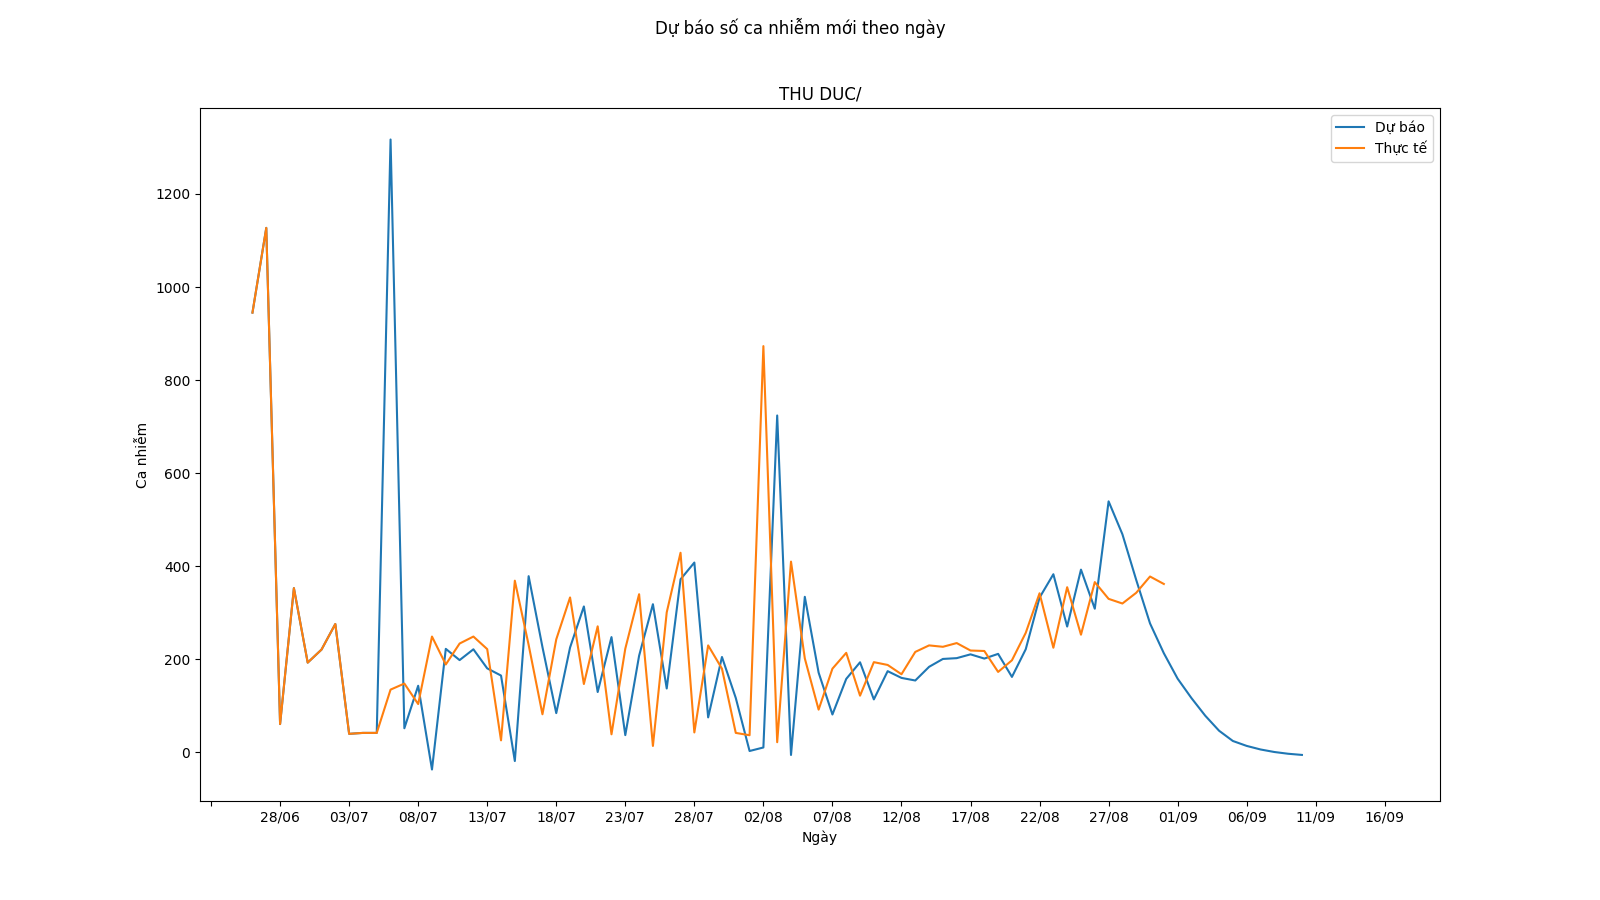 Dự báo số ca nhiễm mới theo ngày
THU DUC/
Dự báo
Thực tế
1200
1000
800
600
400
200
0
Ca nhiễm
28/06 03/07 08/07 13/07 18/07 23/07 28/07 02/08 07/08 12/08 17/08 22/08 27/08 01/09 06/09 11/09 16/09
Ngày